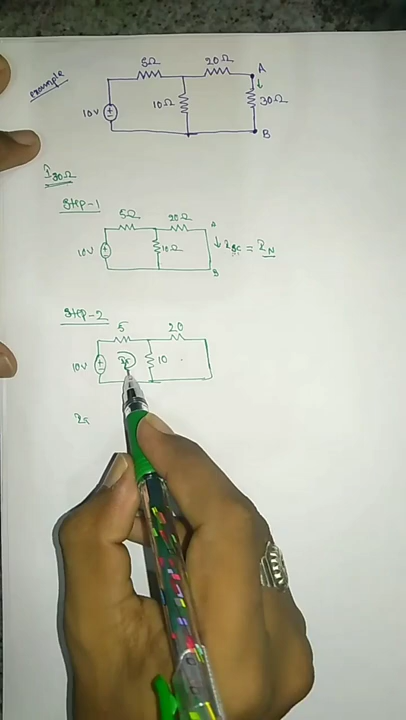 example
5Ω 20Ω A
10V 10Ω 30Ω
B
I30Ω
Step-1
5Ω 20Ω A
10V 10Ω ISC = IN
B
Step-2
5 20
10V 10